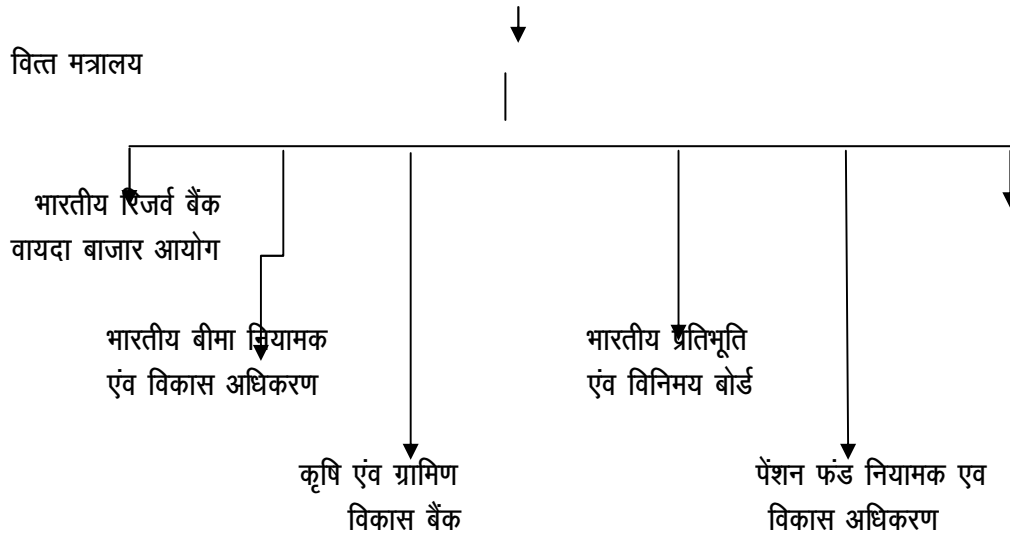 वित्त मत्रालय
भारतीय रिजर्व बैंक
वायदा बाजार आयोग
भारतीय बीमा नियामक
एंव विकास अधिकरण
भारतीय प्रतिभूति
एंव विनिमय बोर्ड
कृषि एंव ग्रामिण
विकास बैंक
पेंशन फंड नियामक एव
विकास अधिकरण